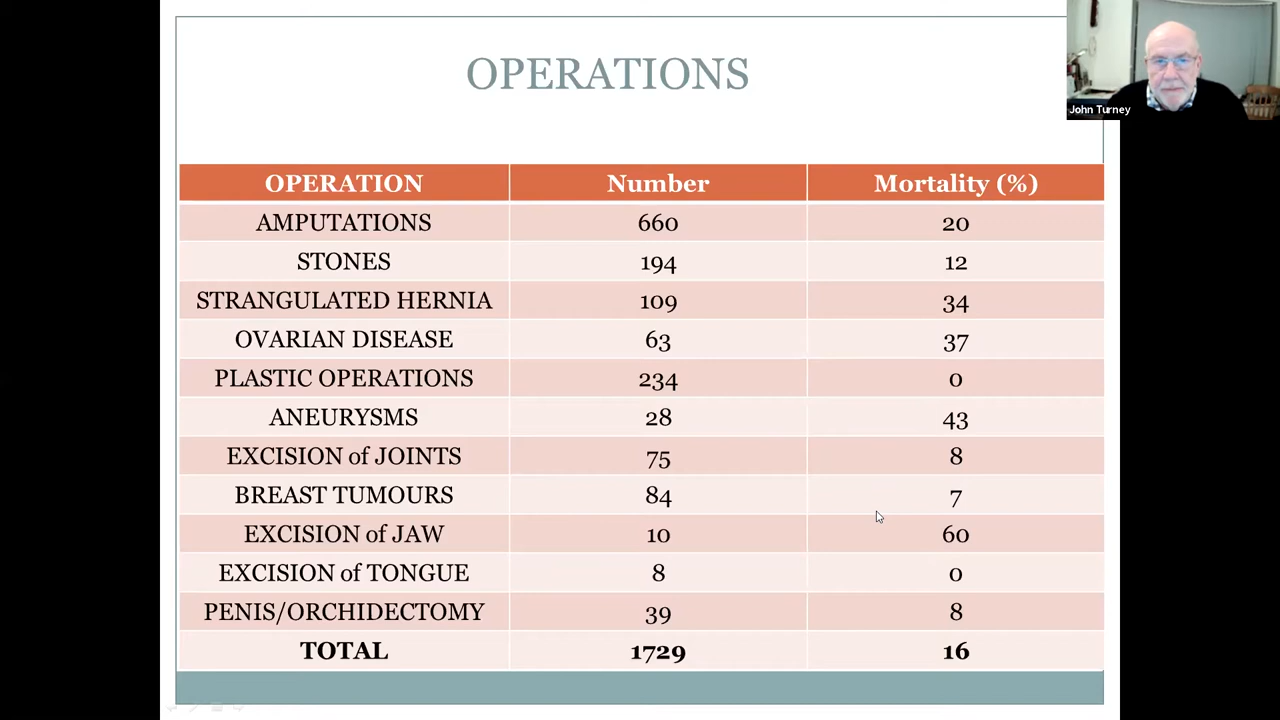 OPERATIONS
John Turney
OPERATION Number Mortality (%)
AMPUTATIONS 660 20
STONES 194 12
STRANGULATED HERNIA 109 34
OVARIAN DISEASE 63 37
PLASTIC OPERATIONS 234 0
ANEURYSMS 28 43
EXCISION of JOINTS 75 8
BREAST TUMOURS 84 7
EXCISION of JAW 10 60
EXCISION of TONGUE 8 0
PENIS/ORCHIDECTOMY 39 8
TOTAL 1729 16